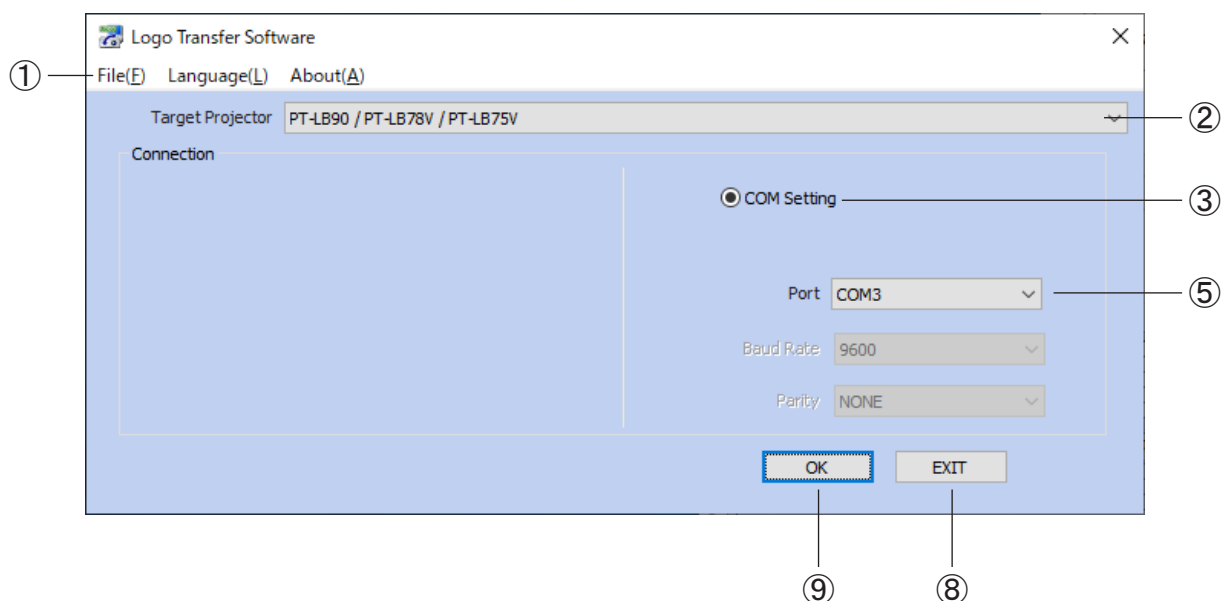 Logo Transfer Software
① File(F) Language(L) About(A)
Target Projector PT-LB90 / PT-LB78V / PT-LB75V ②
Connection
COM Setting ③
Port COM3 ⑤
Baud Rate 9600
Parity NONE
OK EXIT
⑨ ⑧